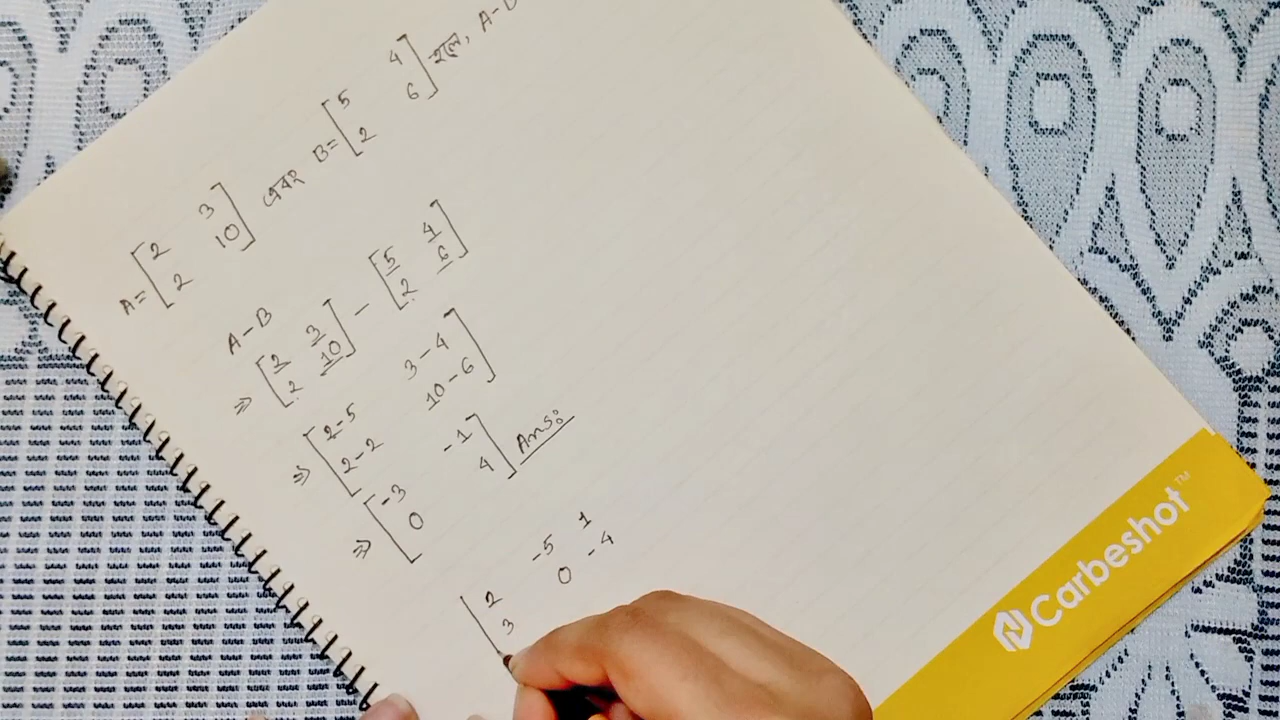 A = [ 2 3 এবং B = [ 5 4 হলে, A-B
2 10 ] 2 6 ]
A - B
⇒ [ 2 3 - [ 5 4
2 10 ] 2 6 ]
⇒ [ 2-5 3-4
2-2 10-6 ]
⇒ [ -3 -1
0 4 ] Ans:
[ 2 -5 1
3 0 -4
Carbeshot™